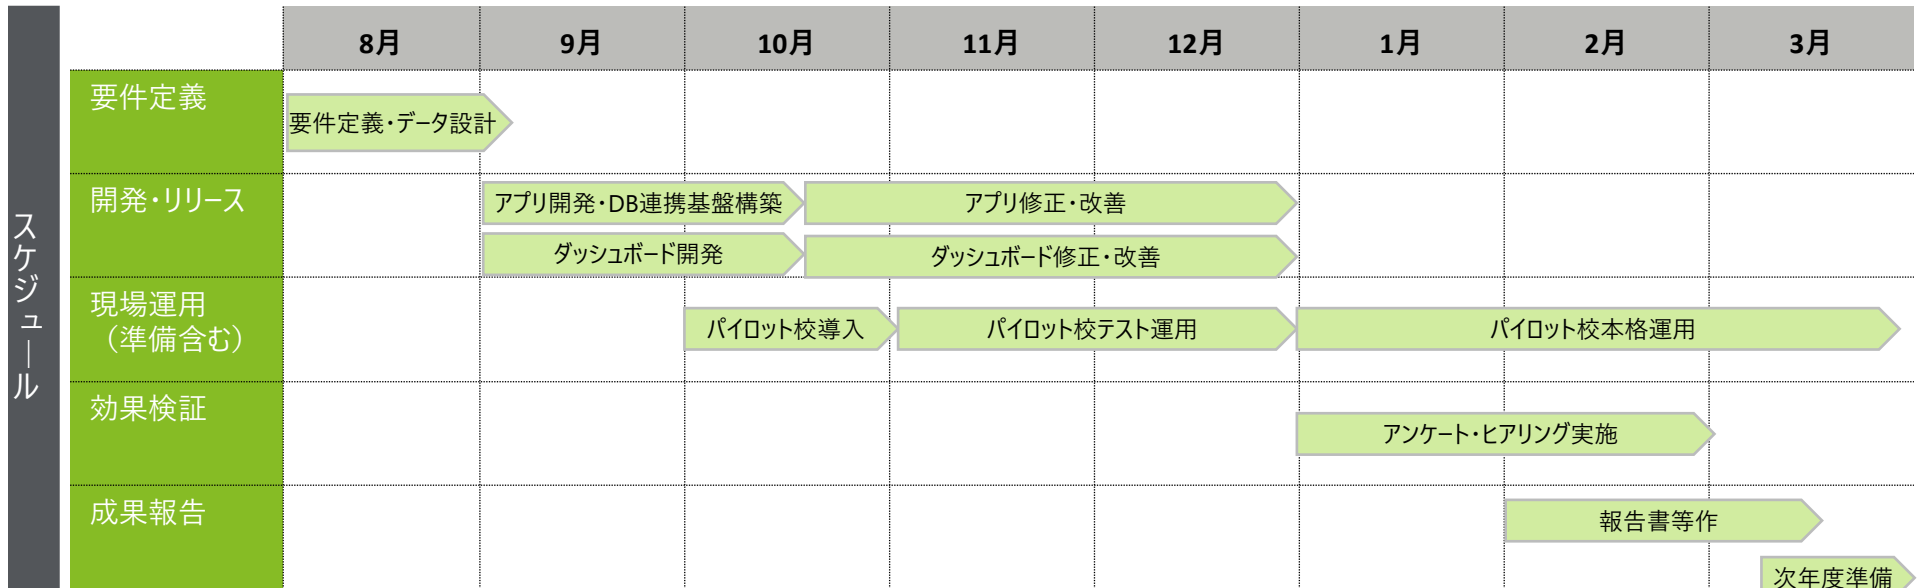 スケジュール
8月 9月 10月 11月 12月 1月 2月 3月
要件定義
要件定義・データ設計
開発・リリース
アプリ開発・DB連携基盤構築 アプリ修正・改善
ダッシュボード開発 ダッシュボード修正・改善
現場運用
（準備含む）
パイロット校導入 パイロット校テスト運用 パイロット校本格運用
効果検証
アンケート・ヒアリング実施
成果報告
報告書等作
次年度準備